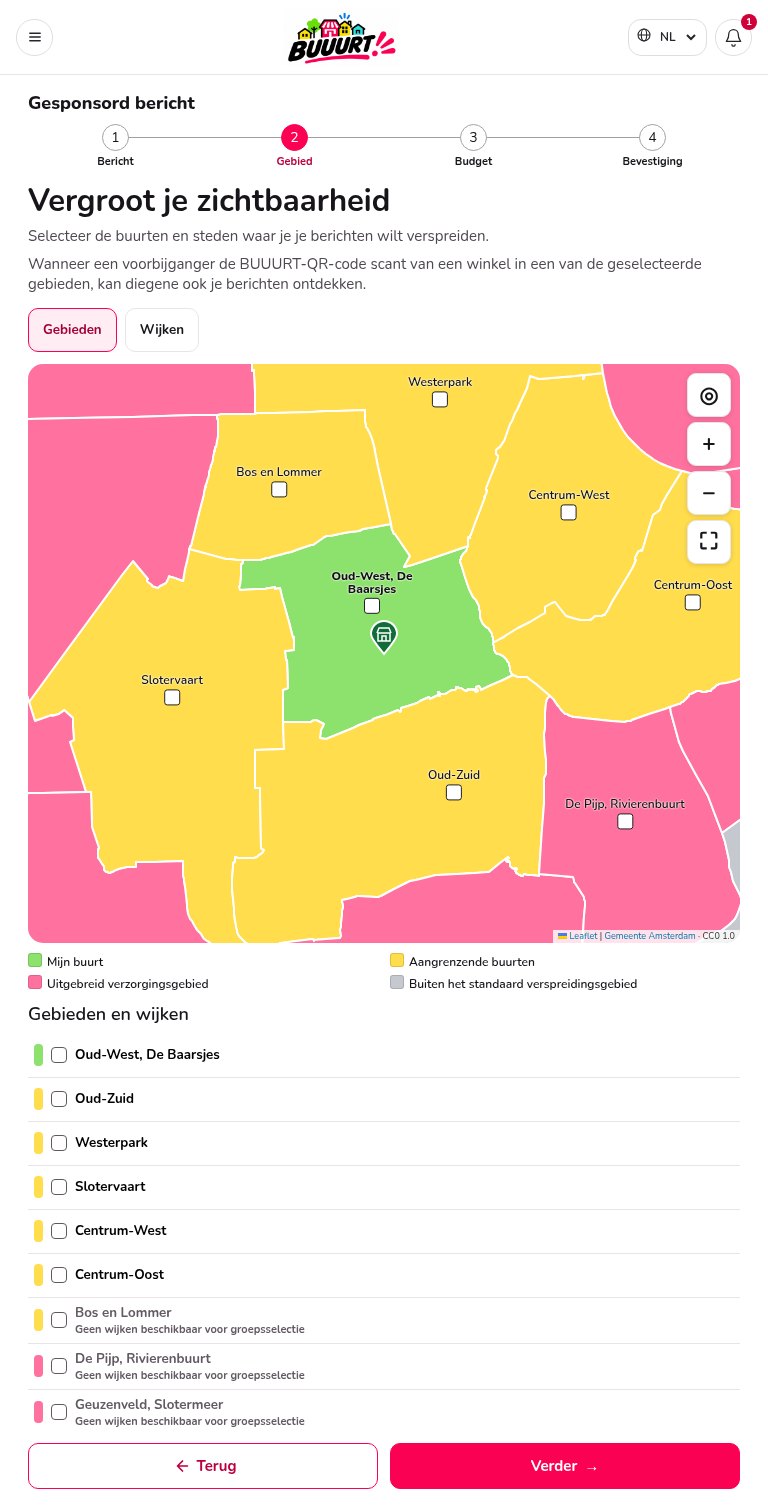 BUUURT!
NL
1
Gesponsord bericht
1
2
3
4
Bericht
Gebied
Budget
Bevestiging
Vergroot je zichtbaarheid
Selecteer de buurten en steden waar je je berichten wilt verspreiden.
Wanneer een voorbijganger de BUUURT-QR-code scant van een winkel in een van de geselecteerde
gebieden, kan diegene ook je berichten ontdekken.
Gebieden
Wijken
Westerpark
Bos en Lommer
Centrum-West
Oud-West, De
Baarsjes
Centrum-Oost
Slotervaart
Oud-Zuid
De Pijp, Rivierenbuurt
+
−
Leaflet | Gemeente Amsterdam · CC0 1.0
Mijn buurt
Aangrenzende buurten
Uitgebreid verzorgingsgebied
Buiten het standaard verspreidingsgebied
Gebieden en wijken
Oud-West, De Baarsjes
Oud-Zuid
Westerpark
Slotervaart
Centrum-West
Centrum-Oost
Bos en Lommer
Geen wijken beschikbaar voor groepsselectie
De Pijp, Rivierenbuurt
Geen wijken beschikbaar voor groepsselectie
Geuzenveld, Slotermeer
Geen wijken beschikbaar voor groepsselectie
← Terug
Verder →